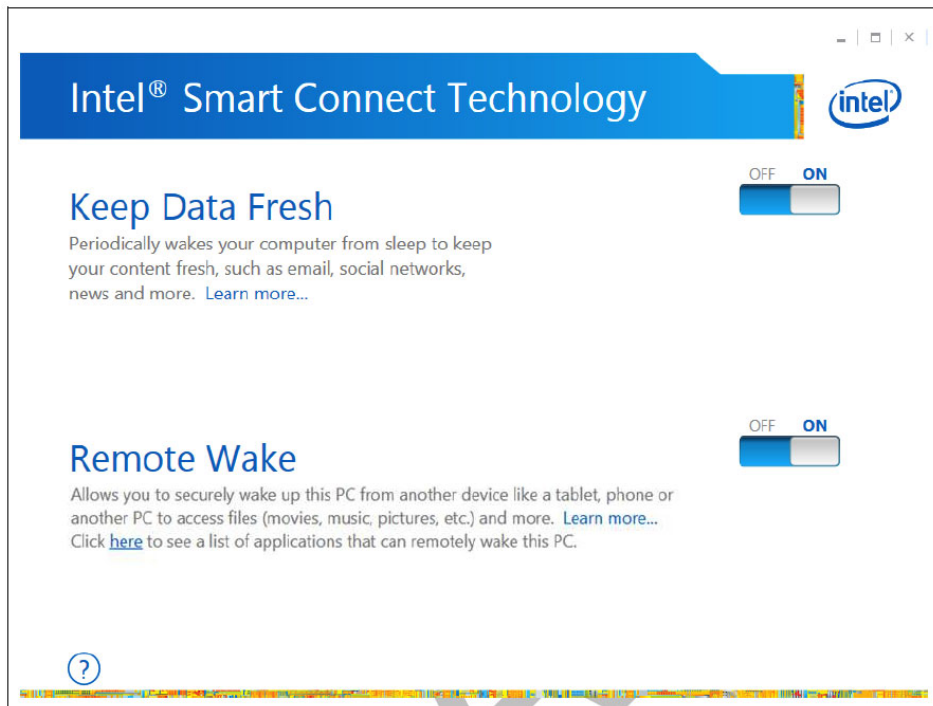 Intel® Smart Connect Technology
intel
OFF ON
Keep Data Fresh
Periodically wakes your computer from sleep to keep
your content fresh, such as email, social networks,
news and more. Learn more...
OFF ON
Remote Wake
Allows you to securely wake up this PC from another device like a tablet, phone or
another PC to access files (movies, music, pictures, etc.) and more. Learn more...
Click here to see a list of applications that can remotely wake this PC.
?